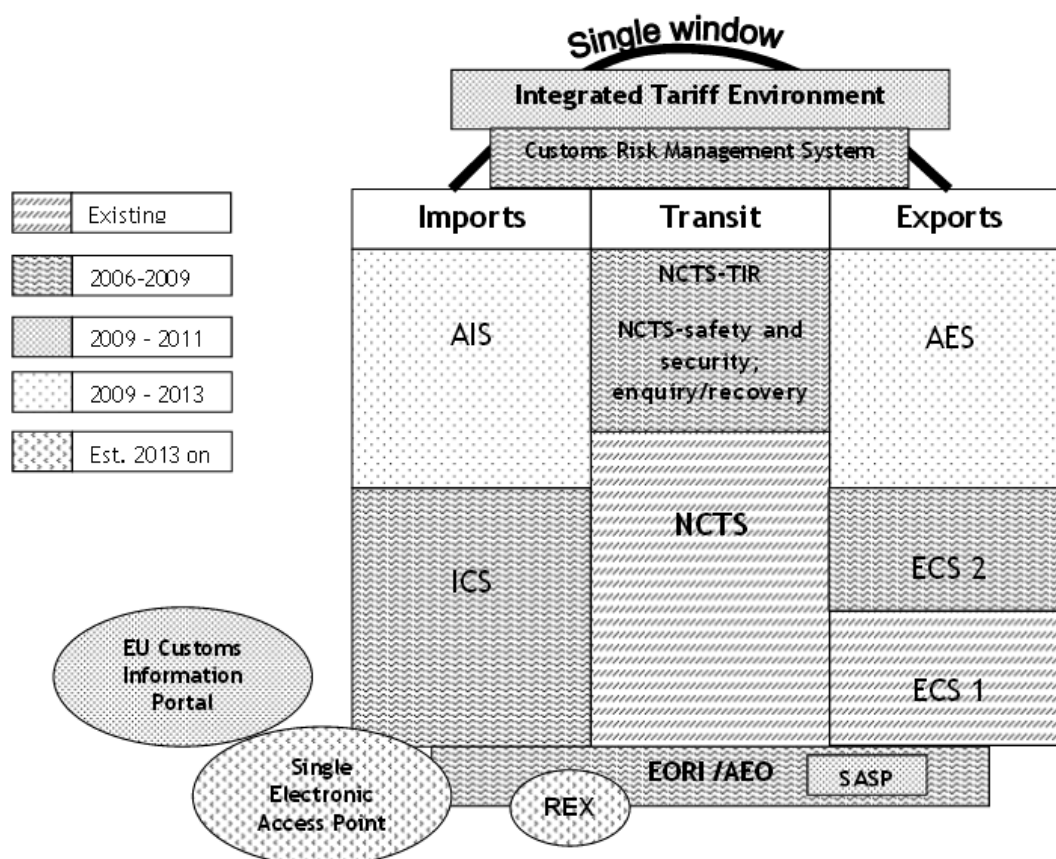 Single window
Integrated Tariff Environment
Customs Risk Management System
Existing
2006-2009
2009 - 2011
2009 - 2013
Est. 2013 on
Imports
Transit
Exports
AIS
NCTS-TIR
NCTS-safety and
security;
enquiry/recovery
AES
NCTS
ICS
ECS 2
ECS 1
EU Customs
Information
Portal
Single
Electronic
Access Point
EORI /AEO
SASP
REX